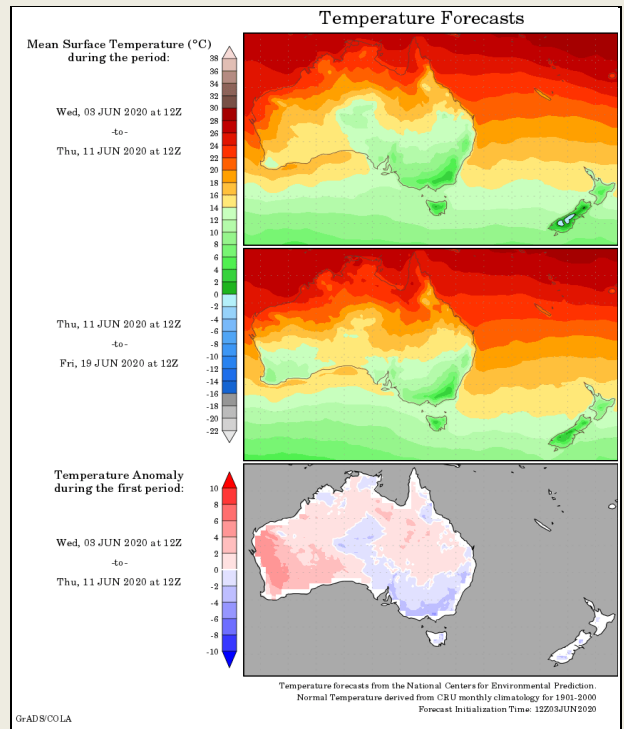 Temperature Forecasts
Mean Surface Temperature (°C)
during the period:
38
36
34
32
30
28
26
24
22
20
18
16
14
12
10
8
6
4
2
0
-2
-4
-6
-8
-10
-12
-14
-16
-18
-20
-22
Wed, 03 JUN 2020 at 12Z
-to-
Thu, 11 JUN 2020 at 12Z
Thu, 11 JUN 2020 at 12Z
-to-
Fri, 19 JUN 2020 at 12Z
Temperature Anomaly
during the first period:
10
8
6
4
2
0
-2
-4
-6
-8
-10
Wed, 03 JUN 2020 at 12Z
-to-
Thu, 11 JUN 2020 at 12Z
Temperature forecasts from the National Centers for Environmental Prediction.
Normal Temperature derived from CRU monthly climatology for 1901-2000
Forecast Initialization Time: 12Z03JUN2020
GrADS/COLA